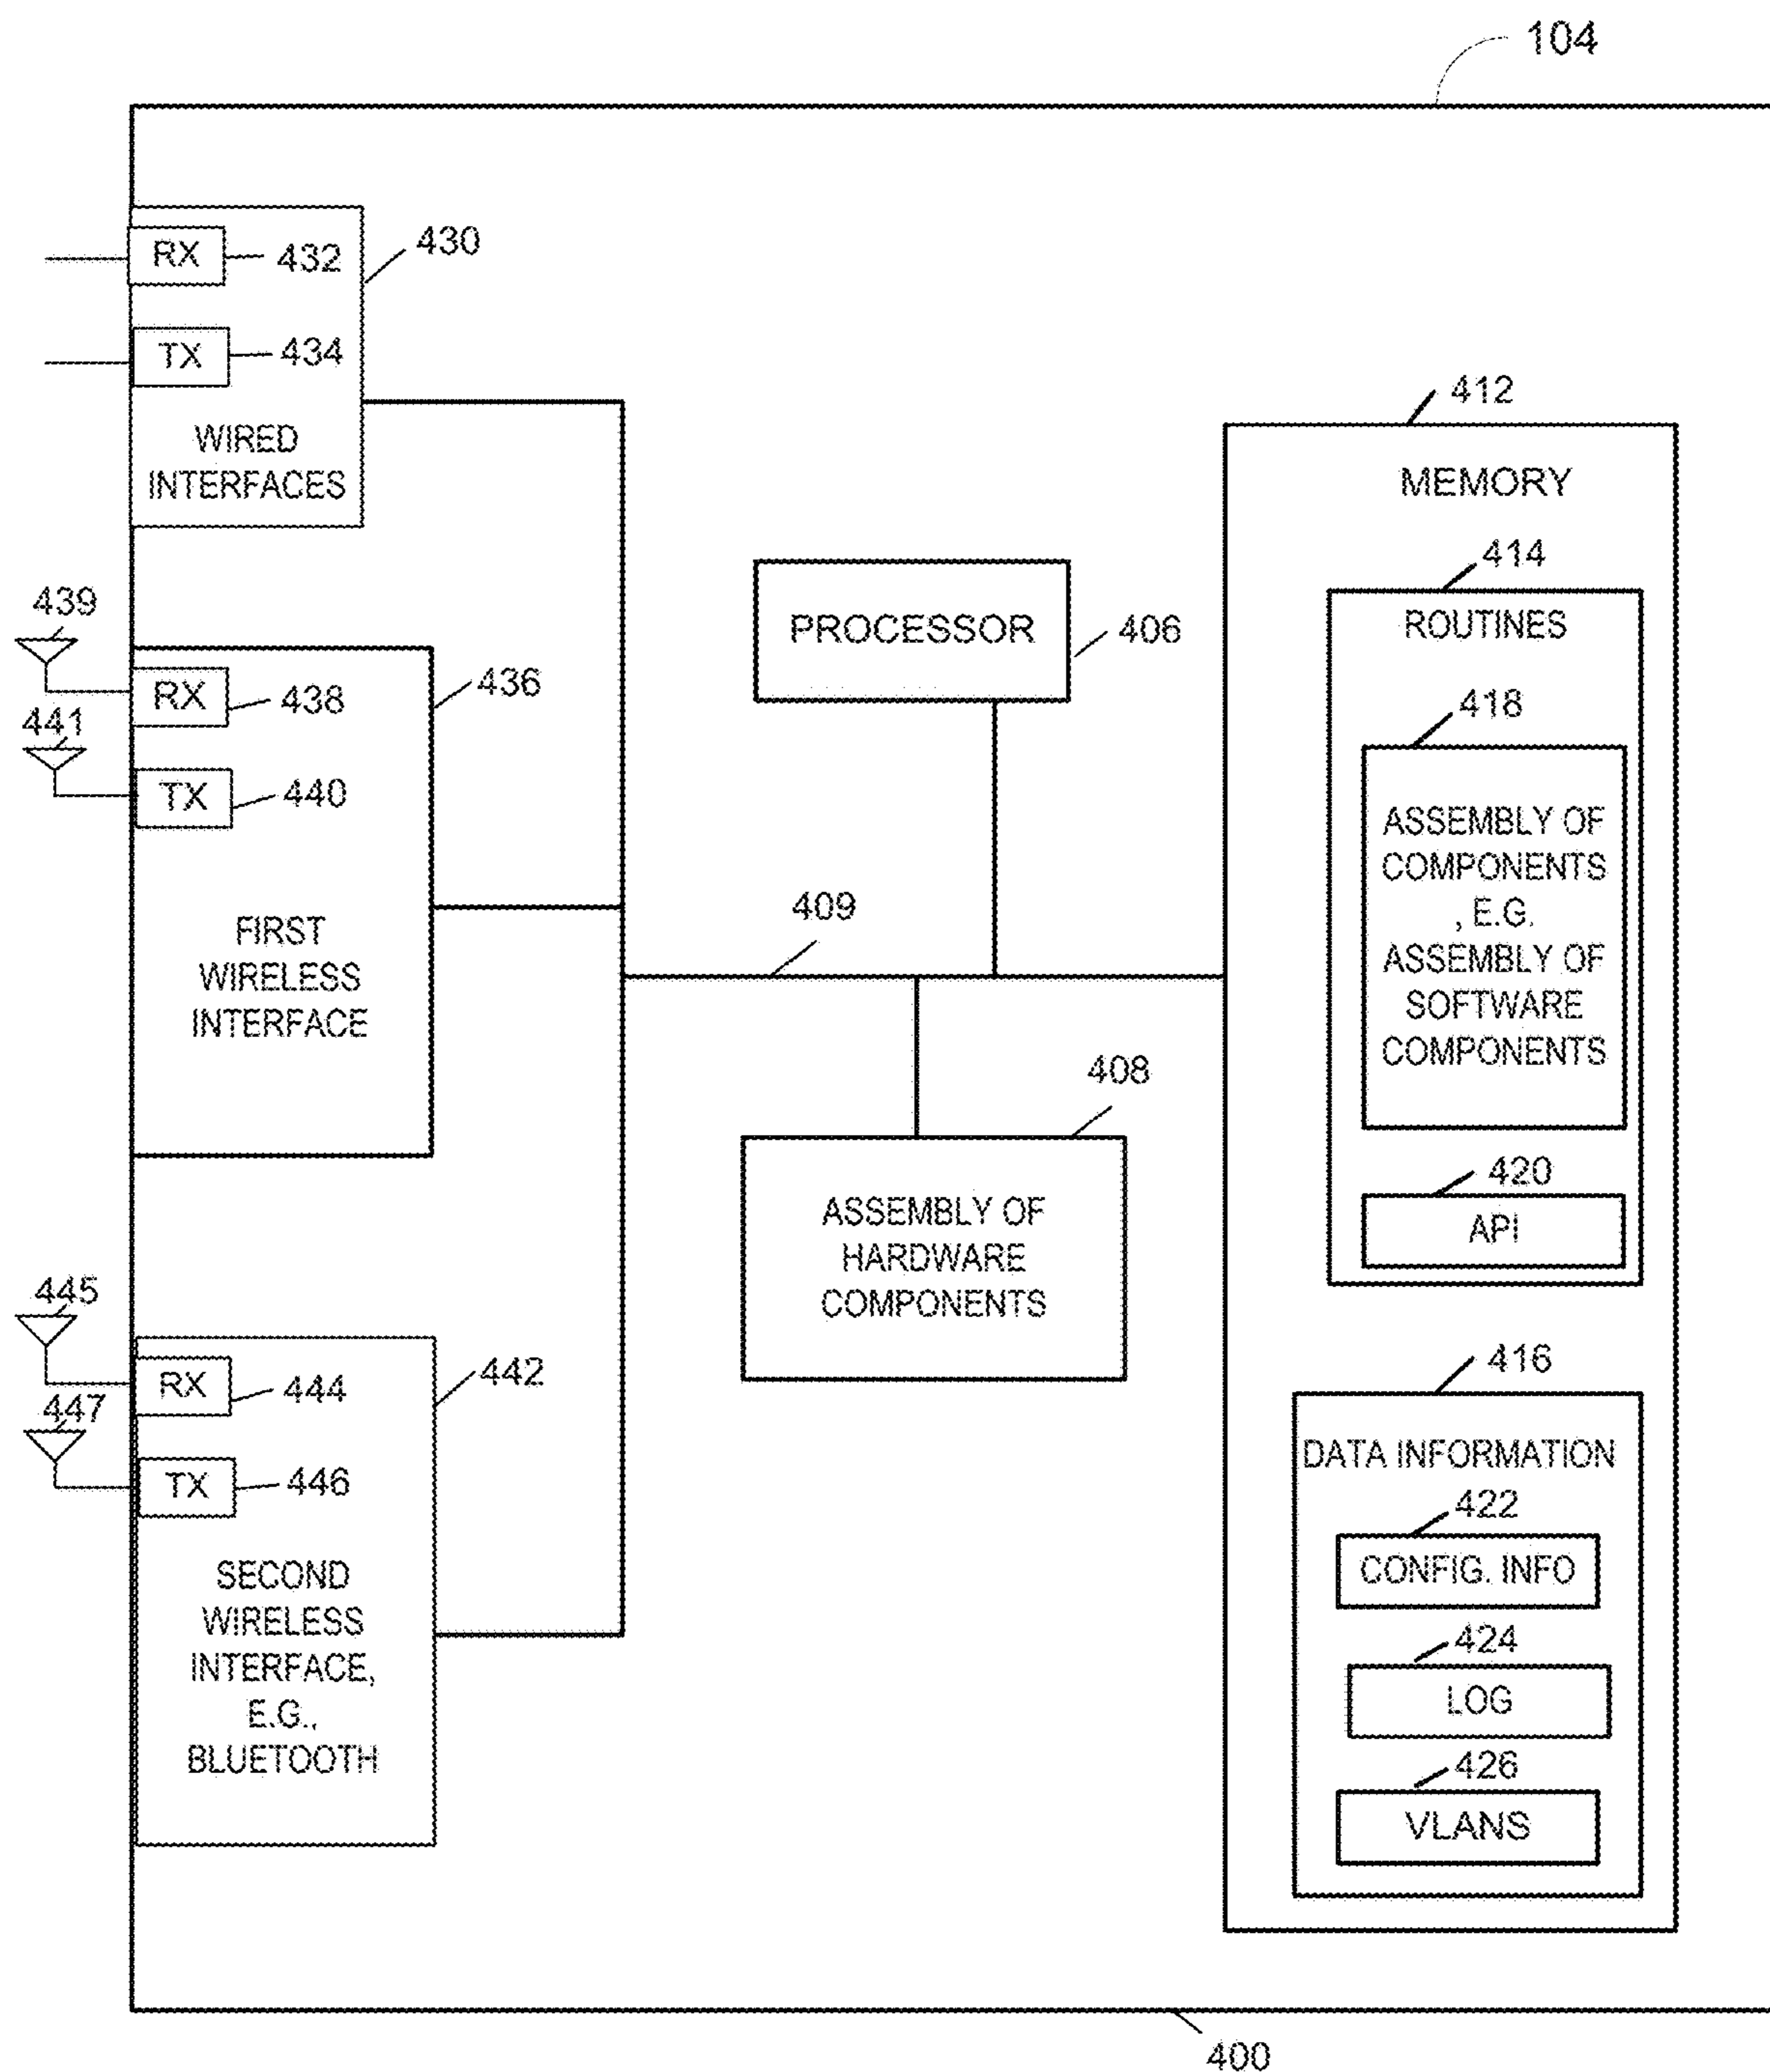 104
RX
432
430
TX
434
WIRED
INTERFACES
439
RX
438
436
441
TX
440
FIRST
WIRELESS
INTERFACE
445
RX
444
442
447
TX
446
SECOND
WIRELESS
INTERFACE,
E.G.,
BLUETOOTH
PROCESSOR
406
409
408
ASSEMBLY OF
HARDWARE
COMPONENTS
412
MEMORY
414
ROUTINES
418
ASSEMBLY OF
COMPONENTS
, E.G.
ASSEMBLY OF
SOFTWARE
COMPONENTS
420
API
416
DATA INFORMATION
422
CONFIG. INFO
424
LOG
426
VLANS
400